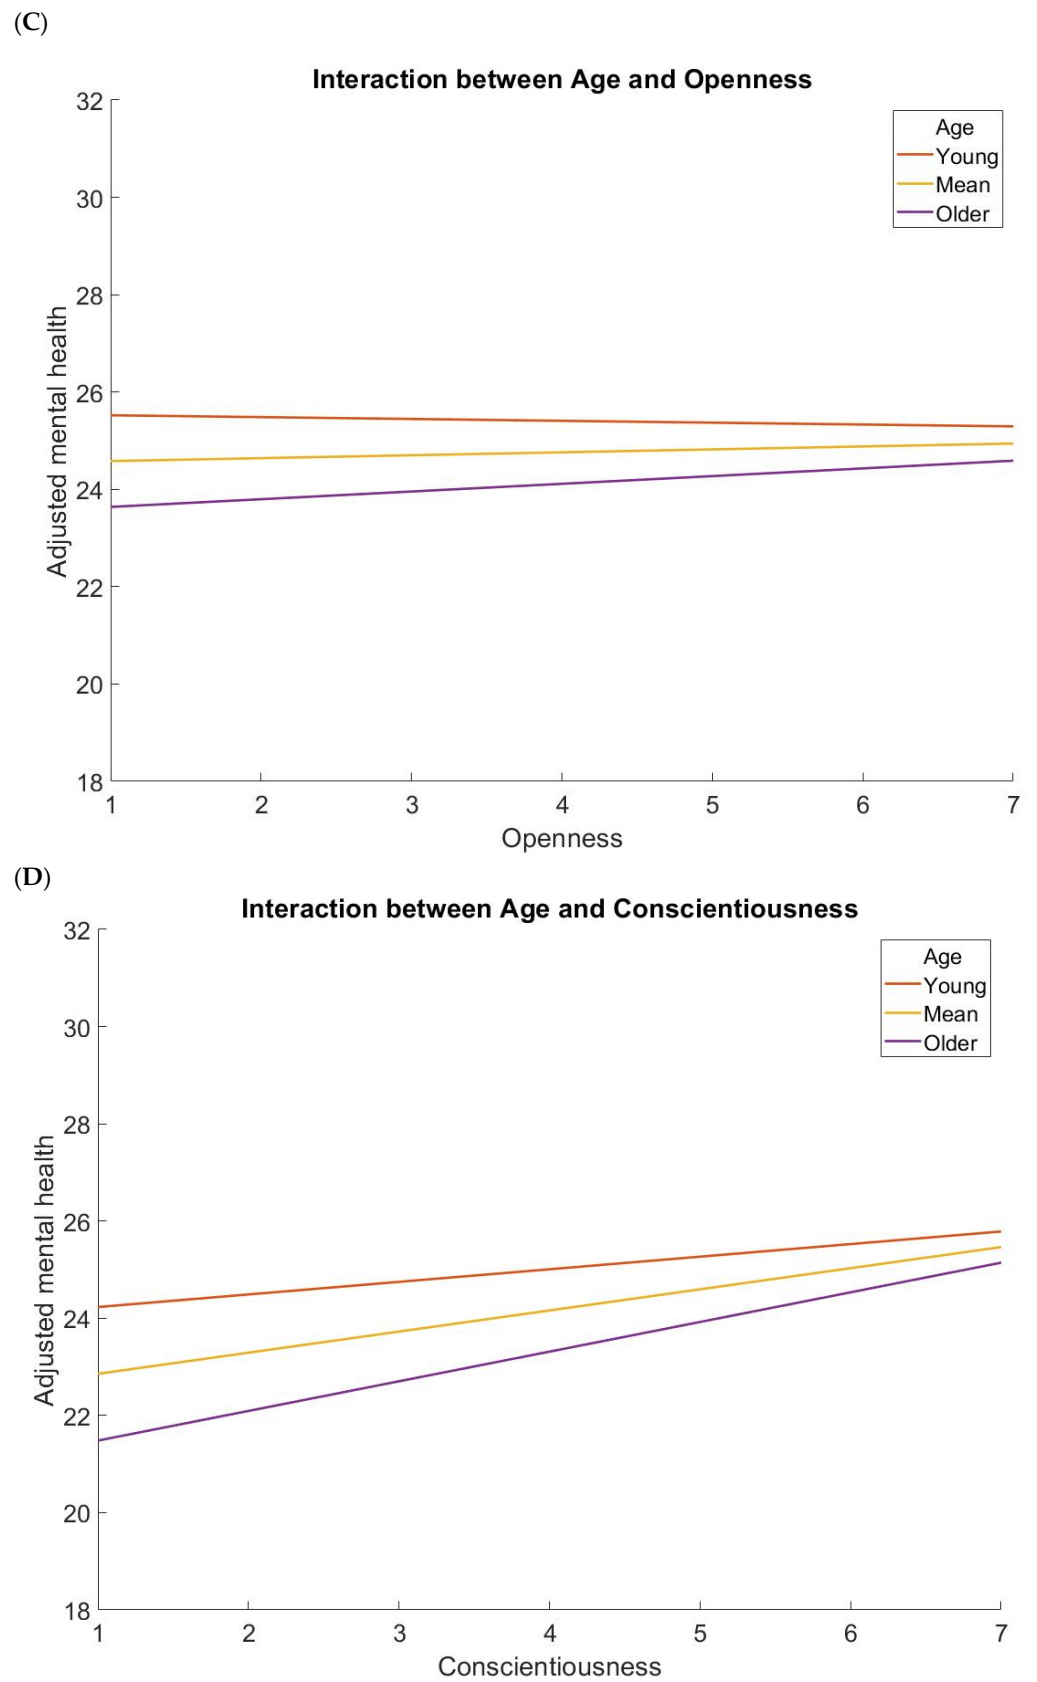 (C)
Interaction between Age and Openness
32
30
28
26
24
22
20
18
Adjusted mental health
Age
Young
Mean
Older
1 2 3 4 5 6 7
Openness
(D)
Interaction between Age and Conscientiousness
32
30
28
26
24
22
20
18
Adjusted mental health
Age
Young
Mean
Older
1 2 3 4 5 6 7
Conscientiousness